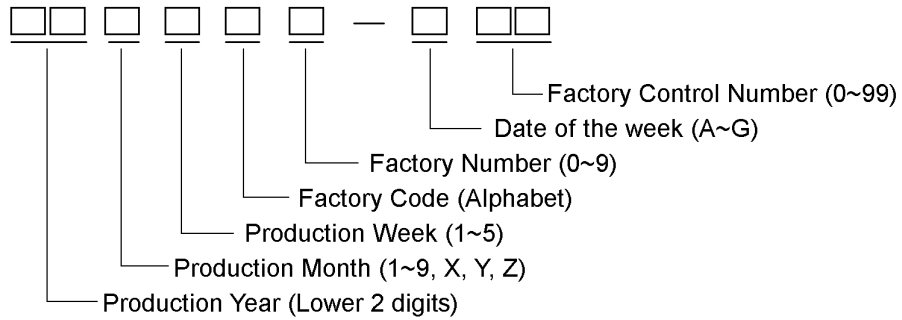 Factory Control Number (0~99)
Date of the week (A~G)
Factory Number (0~9)
Factory Code (Alphabet)
Production Week (1~5)
Production Month (1~9, X, Y, Z)
Production Year (Lower 2 digits)